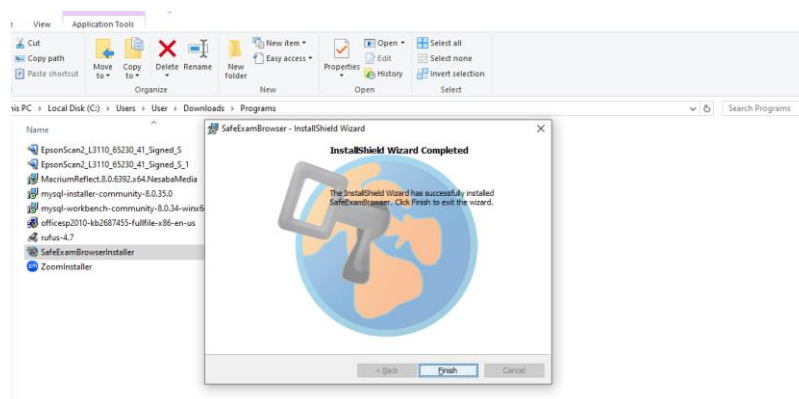 View
Application Tools
Cut
Copy path
Paste shortcut
Move to
Copy to
Delete
Rename
Organize
New folder
New item
Easy access
New
Properties
Open
Edit
History
Open
Select all
Select none
Invert selection
Select
his PC > Local Disk (C:) > Users > User > Downloads > Programs
Search Programs
Name
EpsonScan2_L3110_65230_41_Signed_S
EpsonScan2_L3110_65230_41_Signed_S_1
MacriumReflect.8.0.6392.x64.NesabaMedia
mysql-installer-community-8.0.35.0
mysql-workbench-community-8.0.34-winx6
officesp2010-kb2687455-fullfile-x86-en-us
rufus-4.7
SafeExamBrowserInstaller
zm ZoomInstaller
SafeExamBrowser - InstallShield Wizard
InstallShield Wizard Completed
The InstallShield Wizard has successfully installed
SafeExamBrowser. Click Finish to exit the wizard.
< Back
Finish
Cancel